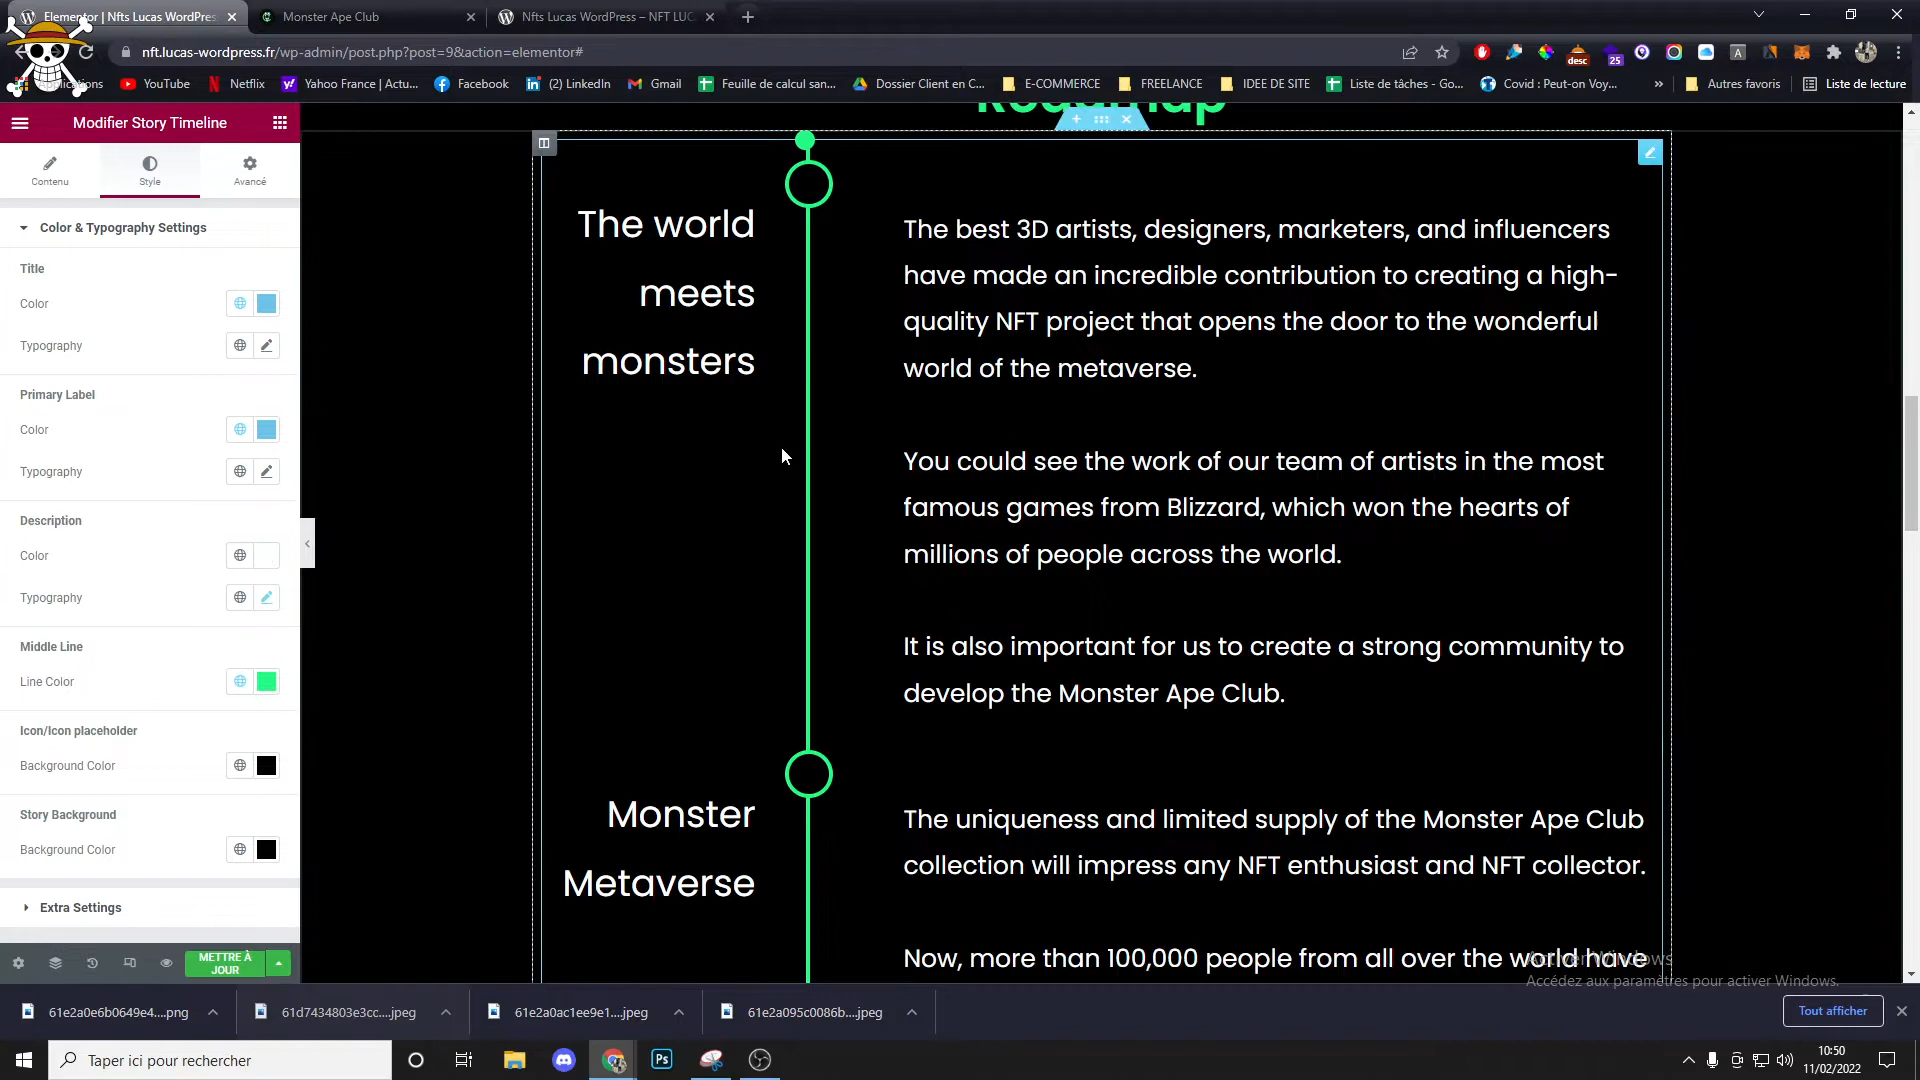 Elementor | Nfts Lucas WordPress
Monster Ape Club
Nfts Lucas WordPress – NFT LUC
nft.lucas-wordpress.fr/wp-admin/post.php?post=9&action=elementor#
desc
25
YouTube
Netflix
Yahoo France | Actu...
Facebook
(2) LinkedIn
Gmail
Feuille de calcul san...
Dossier Client en C...
E-COMMERCE
FREELANCE
IDEE DE SITE
Liste de tâches - Go...
Covid : Peut-on Voy...
»
Autres favoris
Liste de lecture
Modifier Story Timeline
Contenu
Style
Avancé
Color & Typography Settings
Title
Color
Typography
Primary Label
Color
Typography
Description
Color
Typography
Middle Line
Line Color
Icon/Icon placeholder
Background Color
Story Background
Background Color
Extra Settings
METTRE À
JOUR
Roadmap
The world
meets
monsters
The best 3D artists, designers, marketers, and influencers
have made an incredible contribution to creating a high-
quality NFT project that opens the door to the wonderful
world of the metaverse.
You could see the work of our team of artists in the most
famous games from Blizzard, which won the hearts of
millions of people across the world.
It is also important for us to create a strong community to
develop the Monster Ape Club.
Monster
Metaverse
The uniqueness and limited supply of the Monster Ape Club
collection will impress any NFT enthusiast and NFT collector.
Now, more than 100,000 people from all over the world have
Activer Windows
Accédez aux paramètres pour activer Windows.
61e2a0e6b0649e4....png
61d7434803e3cc....jpeg
61e2a0ac1ee9e1....jpeg
61e2a095c0086b....jpeg
Tout afficher
Taper ici pour rechercher
Ps
10:50
11/02/2022